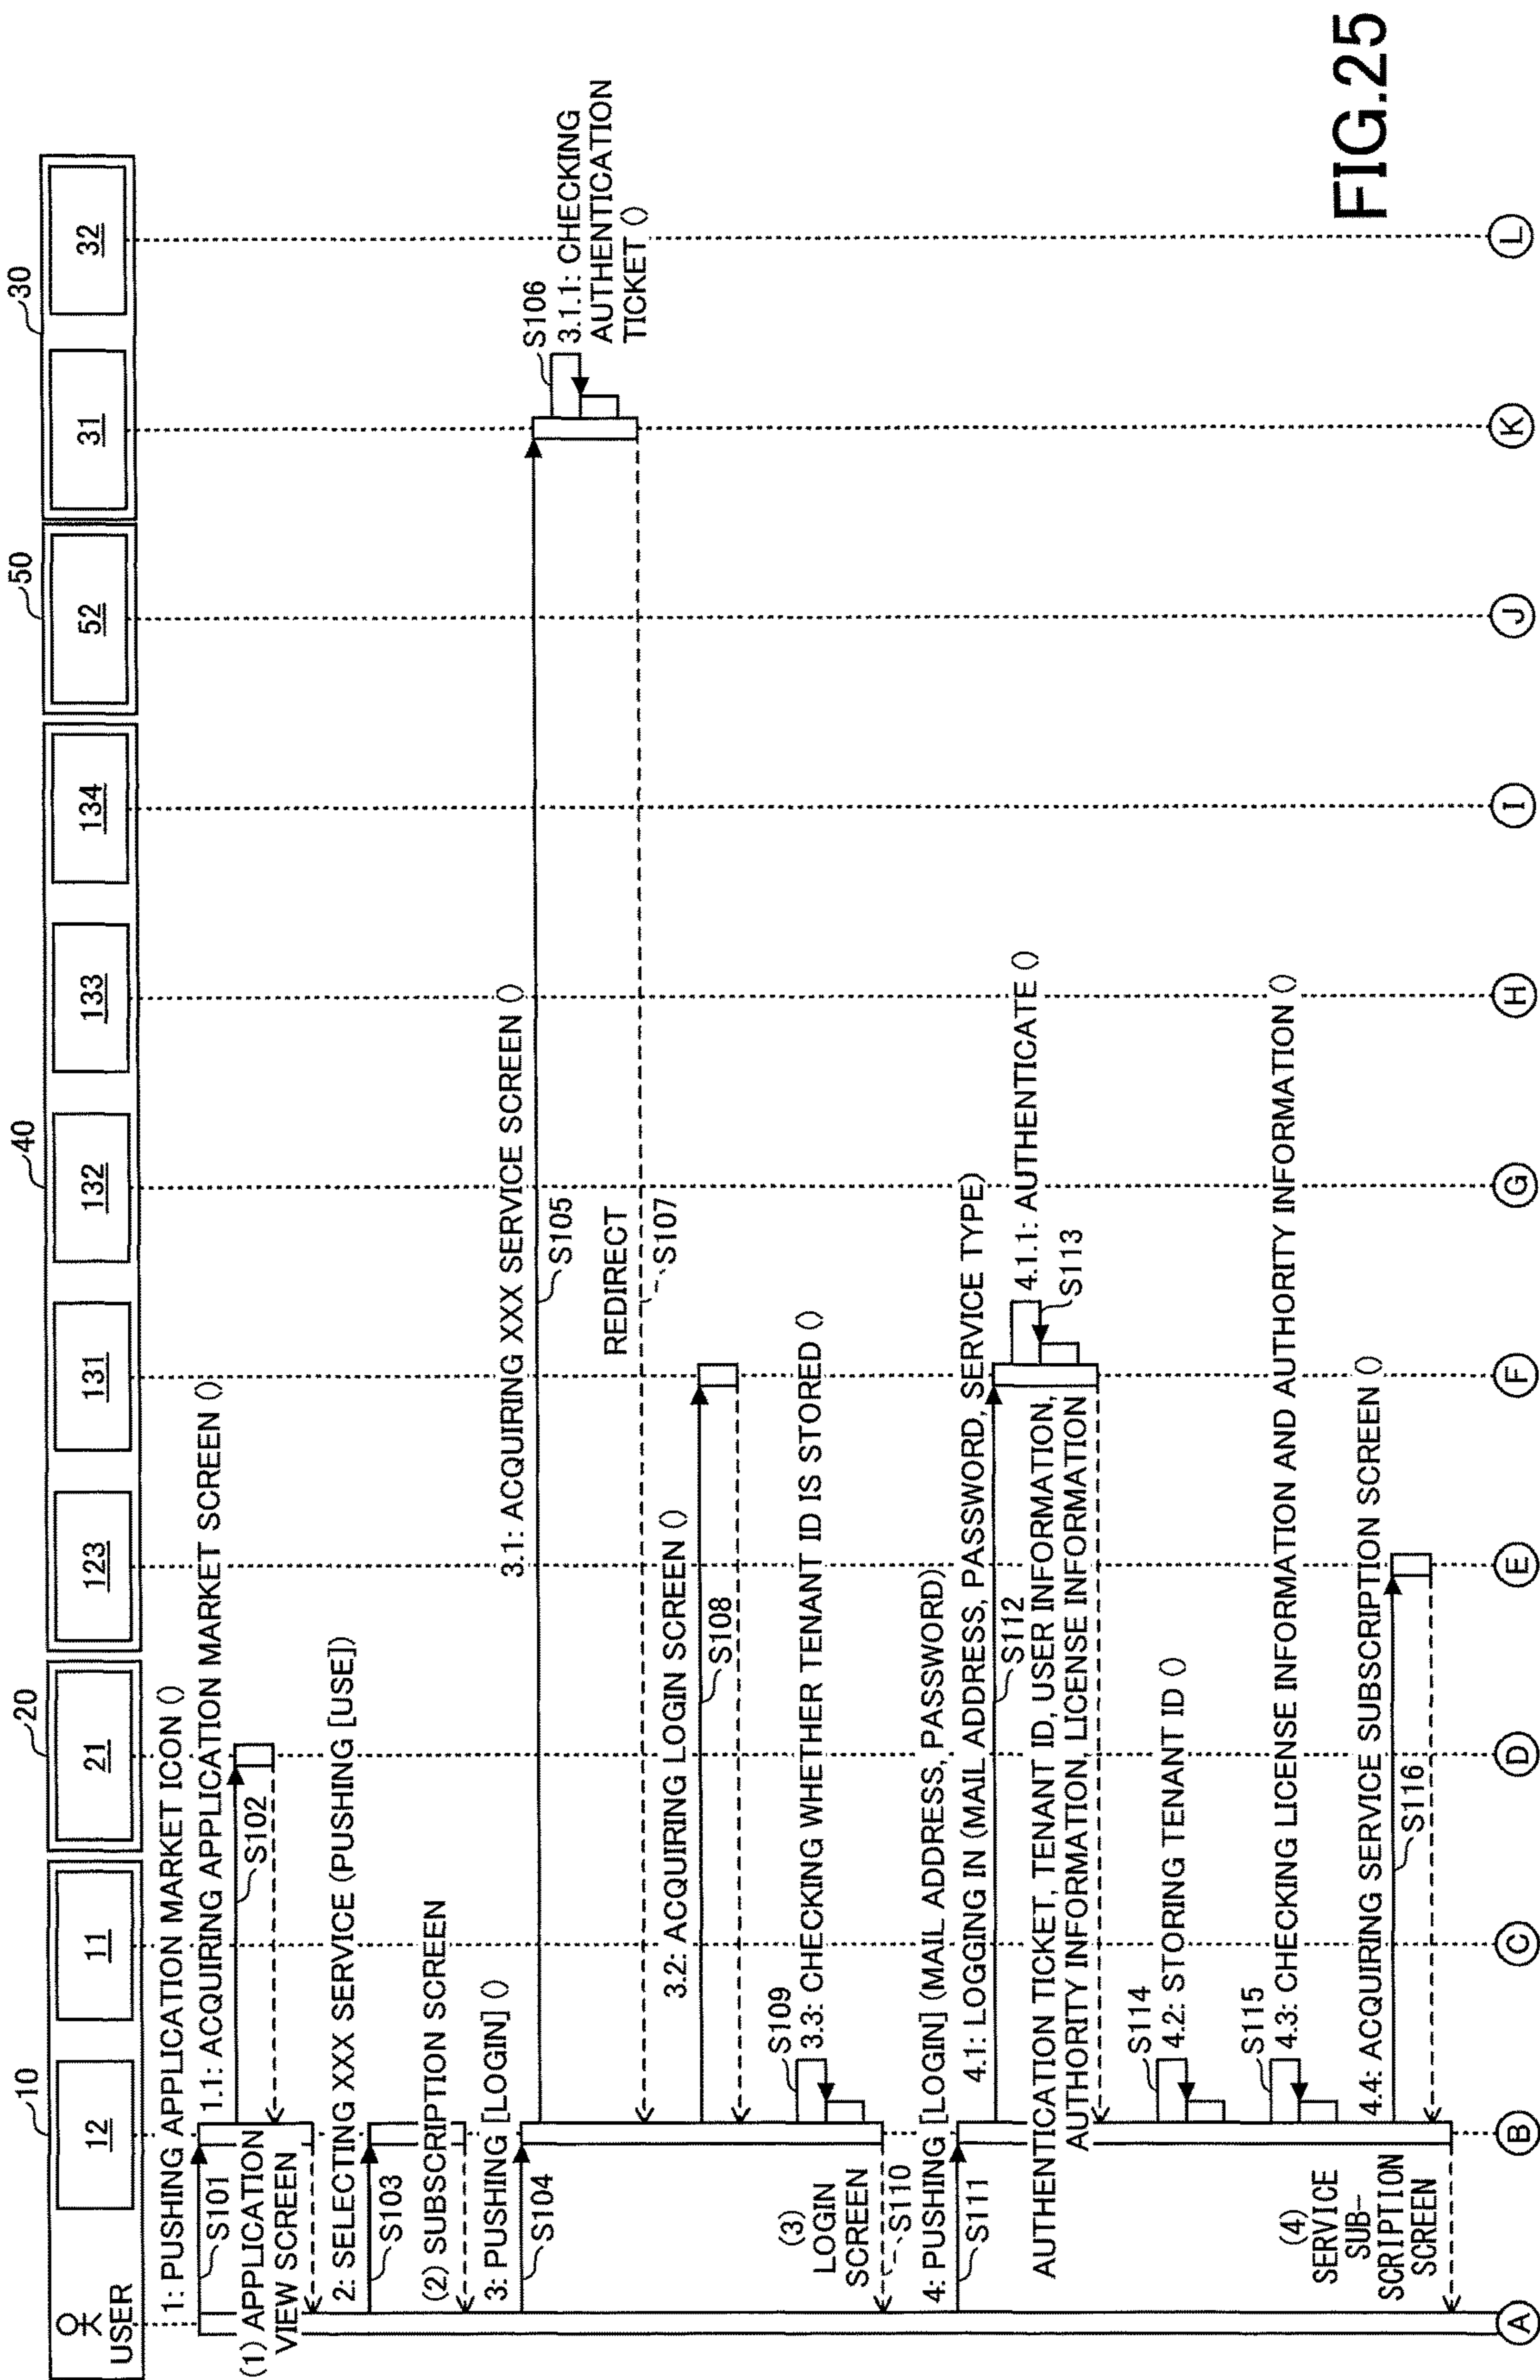 10
20
40
50
30
USER
12
11
21
123
131
132
133
134
52
31
32
1: PUSHING APPLICATION MARKET ICON ()
S101
1.1: ACQUIRING APPLICATION MARKET SCREEN ()
S102
(1) APPLICATION
VIEW SCREEN
2: SELECTING XXX SERVICE (PUSHING [USE])
S103
(2) SUBSCRIPTION SCREEN
3: PUSHING [LOGIN] ()
S104
3.1: ACQUIRING XXX SERVICE SCREEN ()
S105
S106
3.1.1: CHECKING
AUTHENTICATION
TICKET ()
REDIRECT
S107
3.2: ACQUIRING LOGIN SCREEN ()
S108
S109
3.3: CHECKING WHETHER TENANT ID IS STORED ()
(3)
LOGIN
SCREEN
S110
4: PUSHING [LOGIN] (MAIL ADDRESS, PASSWORD)
S111
4.1: LOGGING IN (MAIL ADDRESS, PASSWORD, SERVICE TYPE)
S112
4.1.1: AUTHENTICATE ()
S113
AUTHENTICATION TICKET, TENANT ID, USER INFORMATION,
AUTHORITY INFORMATION, LICENSE INFORMATION
S114
4.2: STORING TENANT ID ()
S115
4.3: CHECKING LICENSE INFORMATION AND AUTHORITY INFORMATION ()
4.4: ACQUIRING SERVICE SUBSCRIPTION SCREEN ()
S116
(4)
SERVICE
SUB-
SCRIPTION
SCREEN
A
B
C
D
E
F
G
H
I
J
K
L
FIG.25